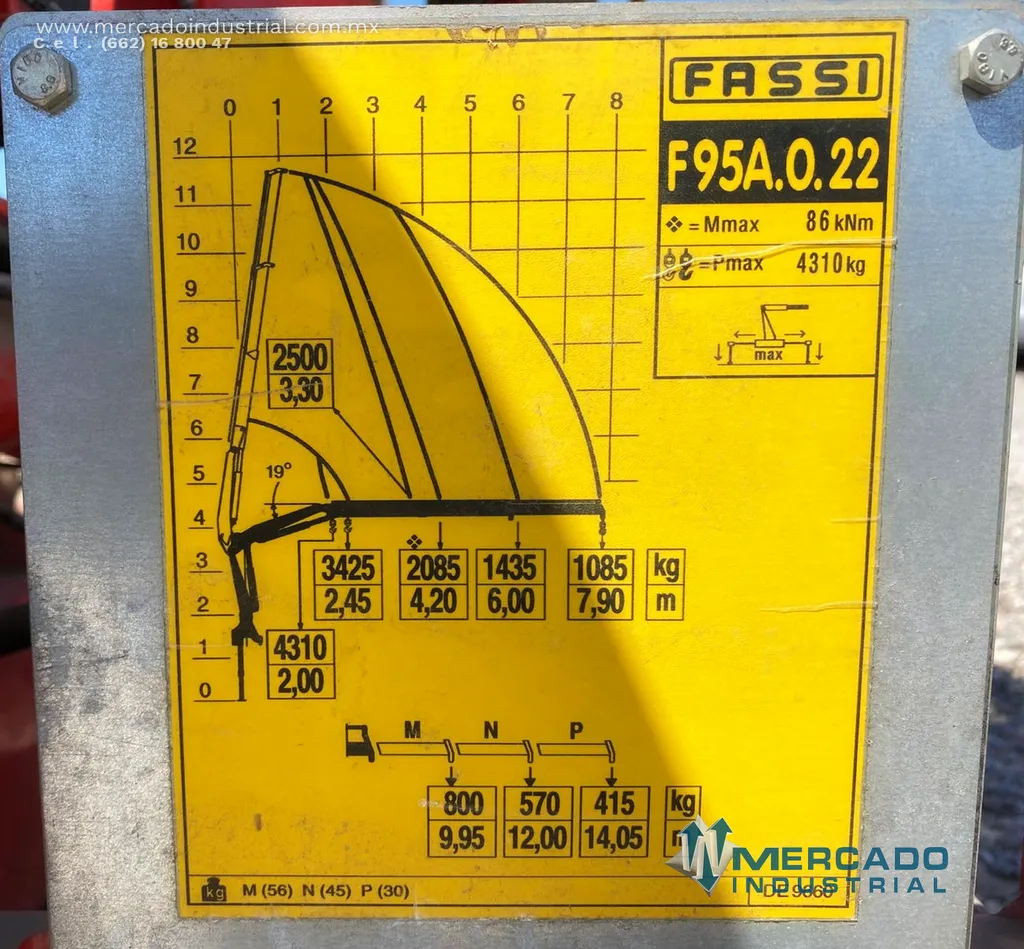 www.mercadoindustrial.com.mx
Cel. (662) 16 800 47
FASSI
F95A.0.22
❖ = Mmax 86 kNm
=Pmax 4310 kg
max
0 1 2 3 4 5 6 7 8
12
11
10
9
8
7
6
5
4
3
2
1
0
2500
3,30
19°
3425 2085 1435 1085 kg
2,45 4,20 6,00 7,90 m
4310
2,00
M N P
800 570 415 kg
9,95 12,00 14,05
kg M (56) N (45) P (30)
MERCADO
INDUSTRIAL